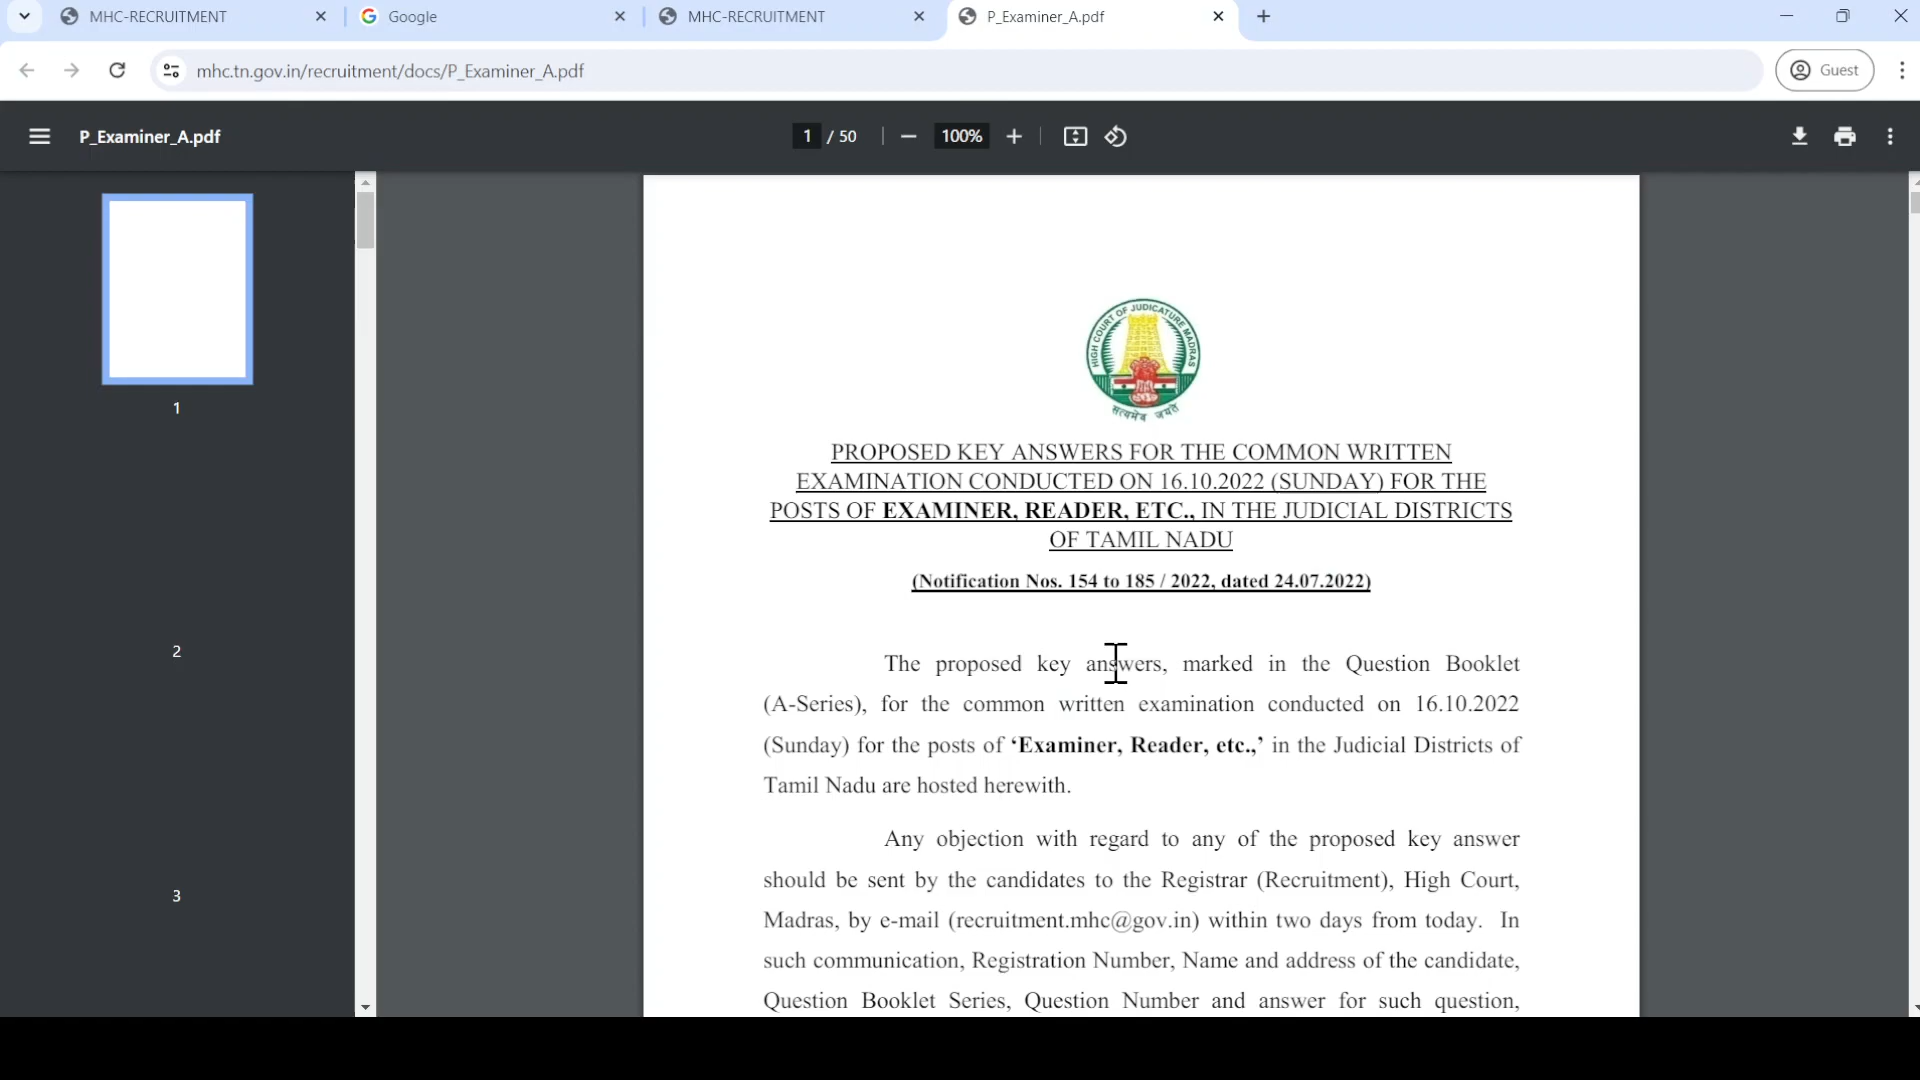 MHC-RECRUITMENT
Google
MHC-RECRUITMENT
P_Examiner_A.pdf
mhc.tn.gov.in/recruitment/docs/P_Examiner_A.pdf
Guest
P_Examiner_A.pdf
1 / 50
100%
1
2
3
HIGH COURT OF JUDICATURE MADRAS
सत्यमेव जयते
PROPOSED KEY ANSWERS FOR THE COMMON WRITTEN
EXAMINATION CONDUCTED ON 16.10.2022 (SUNDAY) FOR THE
POSTS OF EXAMINER, READER, ETC., IN THE JUDICIAL DISTRICTS
OF TAMIL NADU
(Notification Nos. 154 to 185 / 2022, dated 24.07.2022)
The proposed key answers, marked in the Question Booklet
(A-Series), for the common written examination conducted on 16.10.2022
(Sunday) for the posts of ‘Examiner, Reader, etc.,’ in the Judicial Districts of
Tamil Nadu are hosted herewith.
Any objection with regard to any of the proposed key answer
should be sent by the candidates to the Registrar (Recruitment), High Court,
Madras, by e-mail (recruitment.mhc@gov.in) within two days from today. In
such communication, Registration Number, Name and address of the candidate,
Question Booklet Series, Question Number and answer for such question,